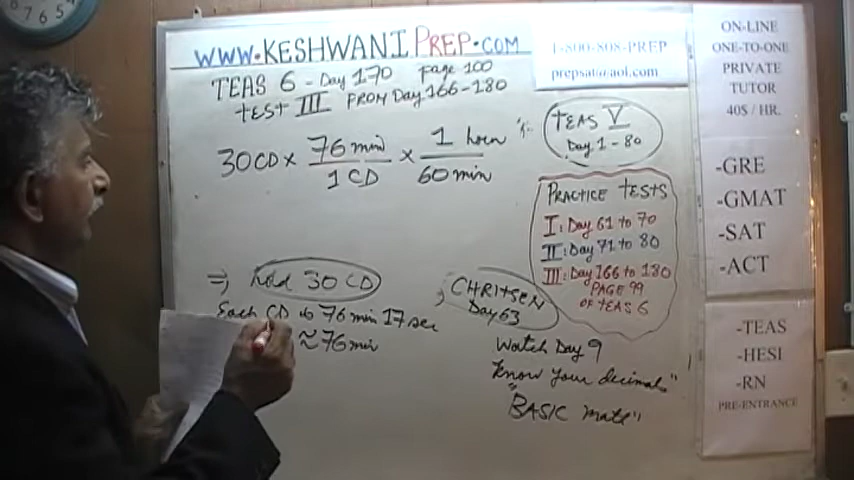 WWW.KESHWANIPREP.COM
TEAS 6 - Day 170 Page 100
TEST III FROM Day 166-180
30CD x 76 min / 1 CD x 1 hour / 60 min
⇒ hold 30 CD
Each CD is 76 min 17 sec
≈ 76 min
1-800-808-PREP
prepsat@aol.com
TEAS V
Day 1-80
PRACTICE TESTS
I: Day 61 to 70
II: Day 71 to 80
III: Day 166 to 180
PAGE 99
OF TEAS 6
CHRITSEN
Day 63
Watch Day 9
"Know your decimals"
"BASIC math"
ON-LINE
ONE-TO-ONE
PRIVATE
TUTOR
40$ / HR.
-GRE
-GMAT
-SAT
-ACT
-TEAS
-HESI
-RN
PRE-ENTRANCE
7 6 5